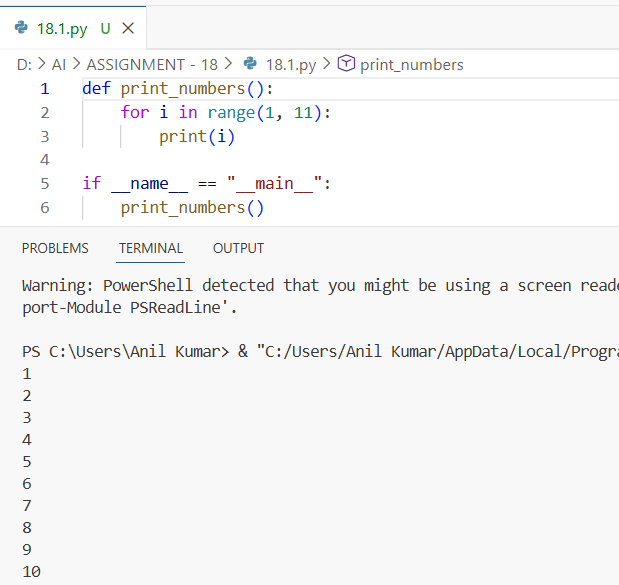 18.1.py U
D: > AI > ASSIGNMENT - 18 > 18.1.py > print_numbers
1 def print_numbers():
2     for i in range(1, 11):
3         print(i)
4
5 if __name__ == "__main__":
6     print_numbers()
PROBLEMS TERMINAL OUTPUT
Warning: PowerShell detected that you might be using a screen reade
port-Module PSReadLine'.
PS C:\Users\Anil Kumar> & "C:/Users/Anil Kumar/AppData/Local/Progra
1
2
3
4
5
6
7
8
9
10